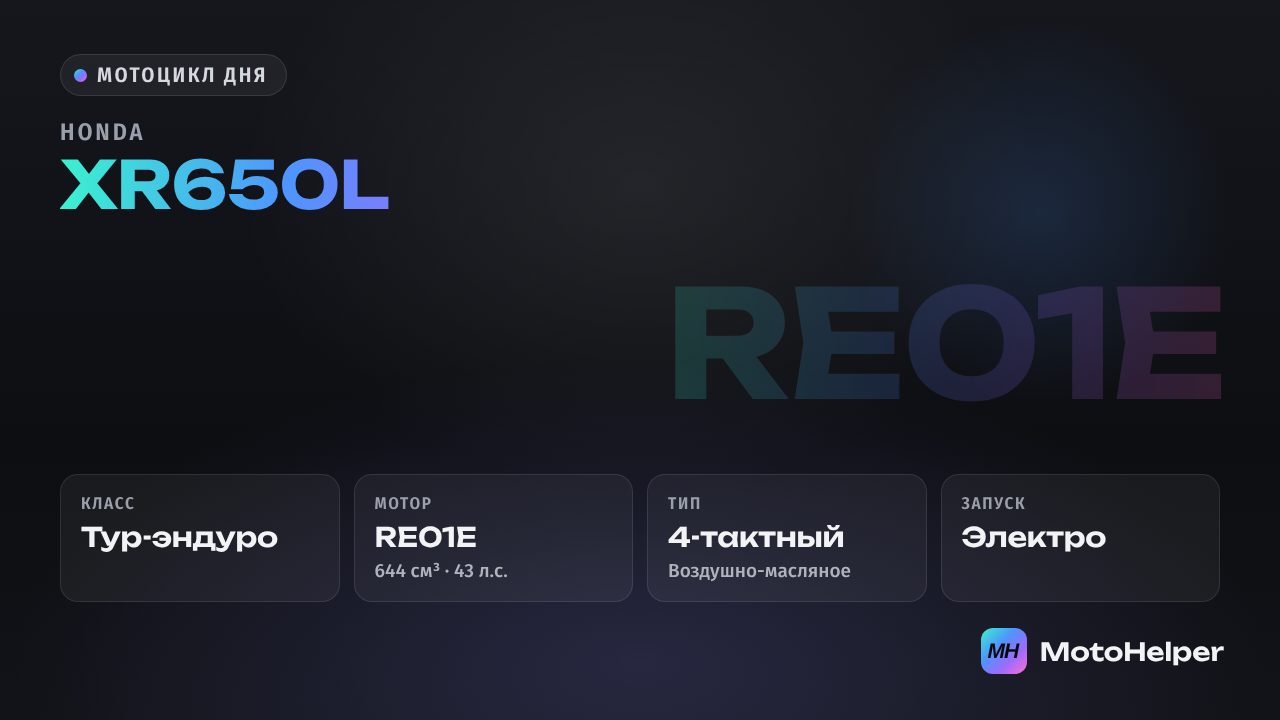 МОТОЦИКЛ ДНЯ
HONDA
XR650L
RE01E
КЛАСС
Тур-эндуро
МОТОР
RE01E
644 см³ · 43 л.с.
ТИП
4-тактный
Воздушно-масляное
ЗАПУСК
Электро
MH MotoHelper